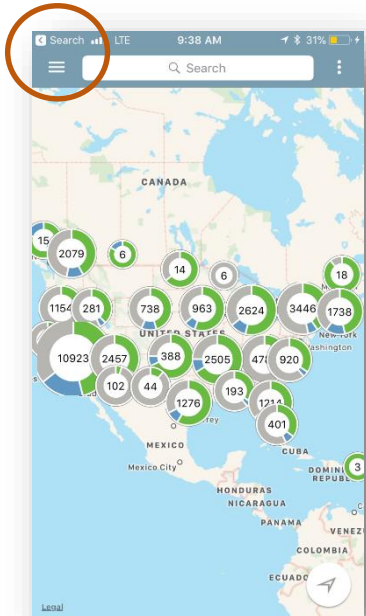 Search LTE 9:38 AM 31%
Search
CANADA
15
2079
6
14
6
18
1154
281
738
963
2624
3446
1738
New York
UNITED STATES
Washington
10923
2457
388
2505
920
102
44
193
1276
1214
401
MEXICO
Mexico City
CUBA
3
HONDURAS
NICARAGUA
PANAMA
COLOMBIA
Legal